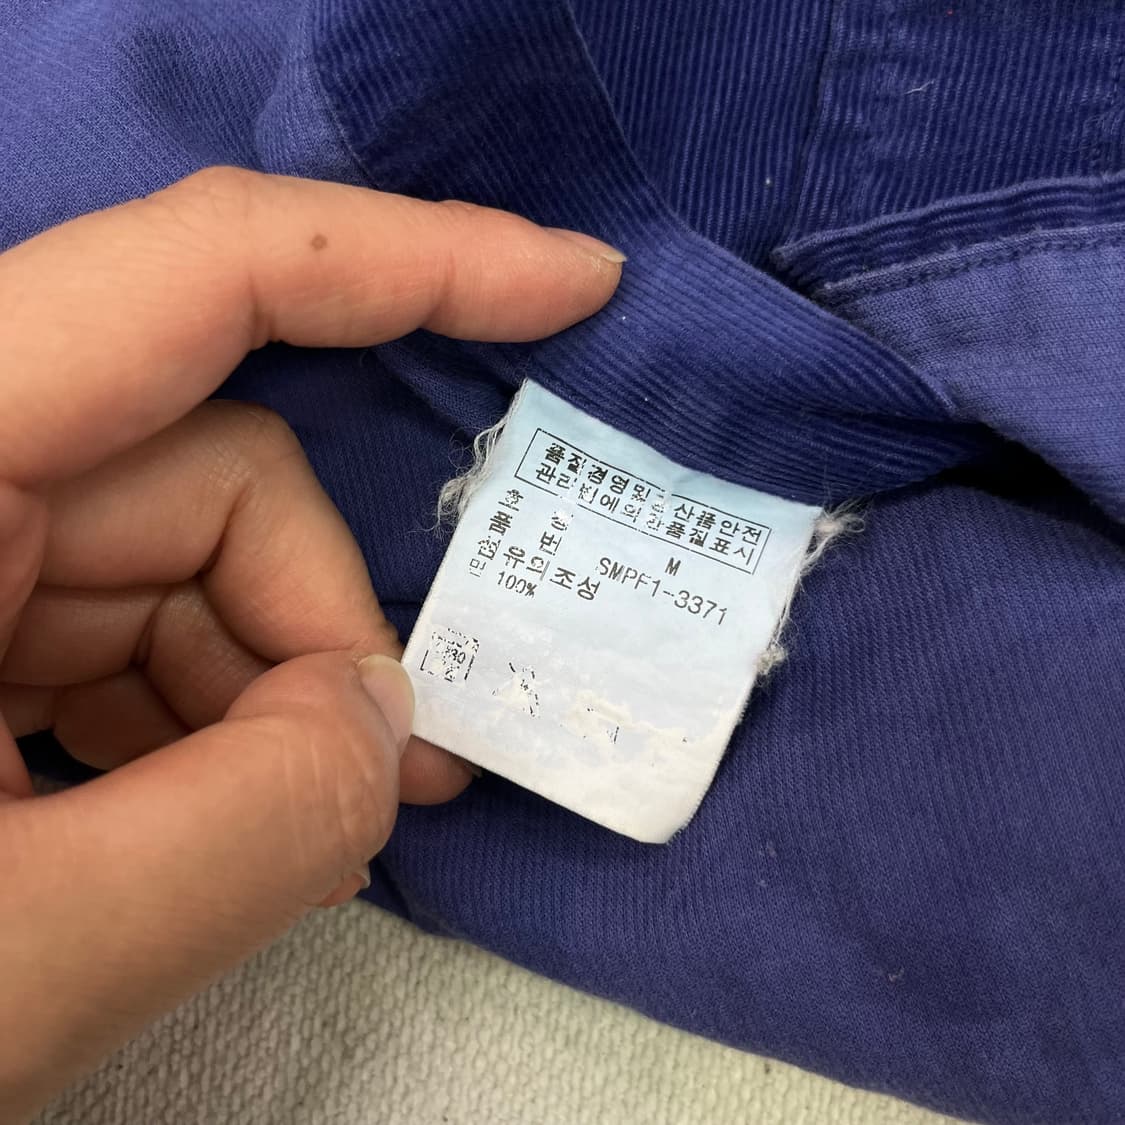 품질경영및공산품안전
관리법에의한품질표시
호 칭 M
품 번 SMPF1-3371
섬유의조성
면 100%
30